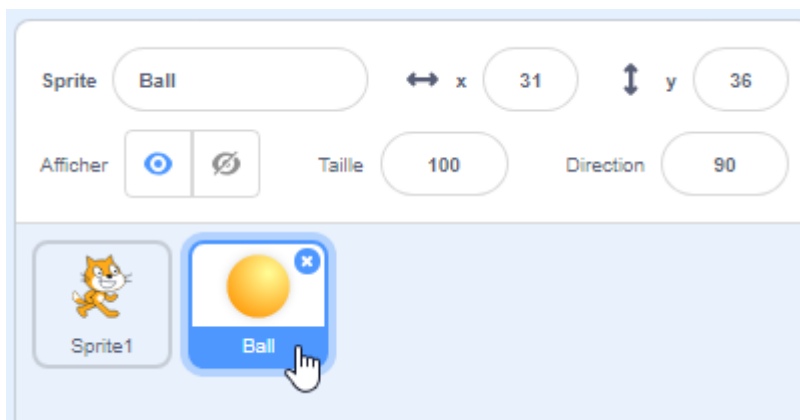 Sprite Ball x 31 y 36
Afficher Taille 100 Direction 90
Sprite1 Ball